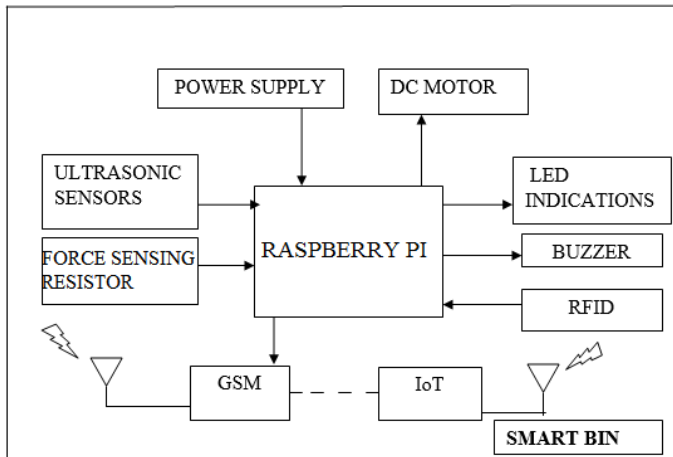 POWER SUPPLY
DC MOTOR
ULTRASONIC
SENSORS
LED
INDICATIONS
RASPBERRY PI
FORCE SENSING
RESISTOR
BUZZER
RFID
GSM
IoT
SMART BIN